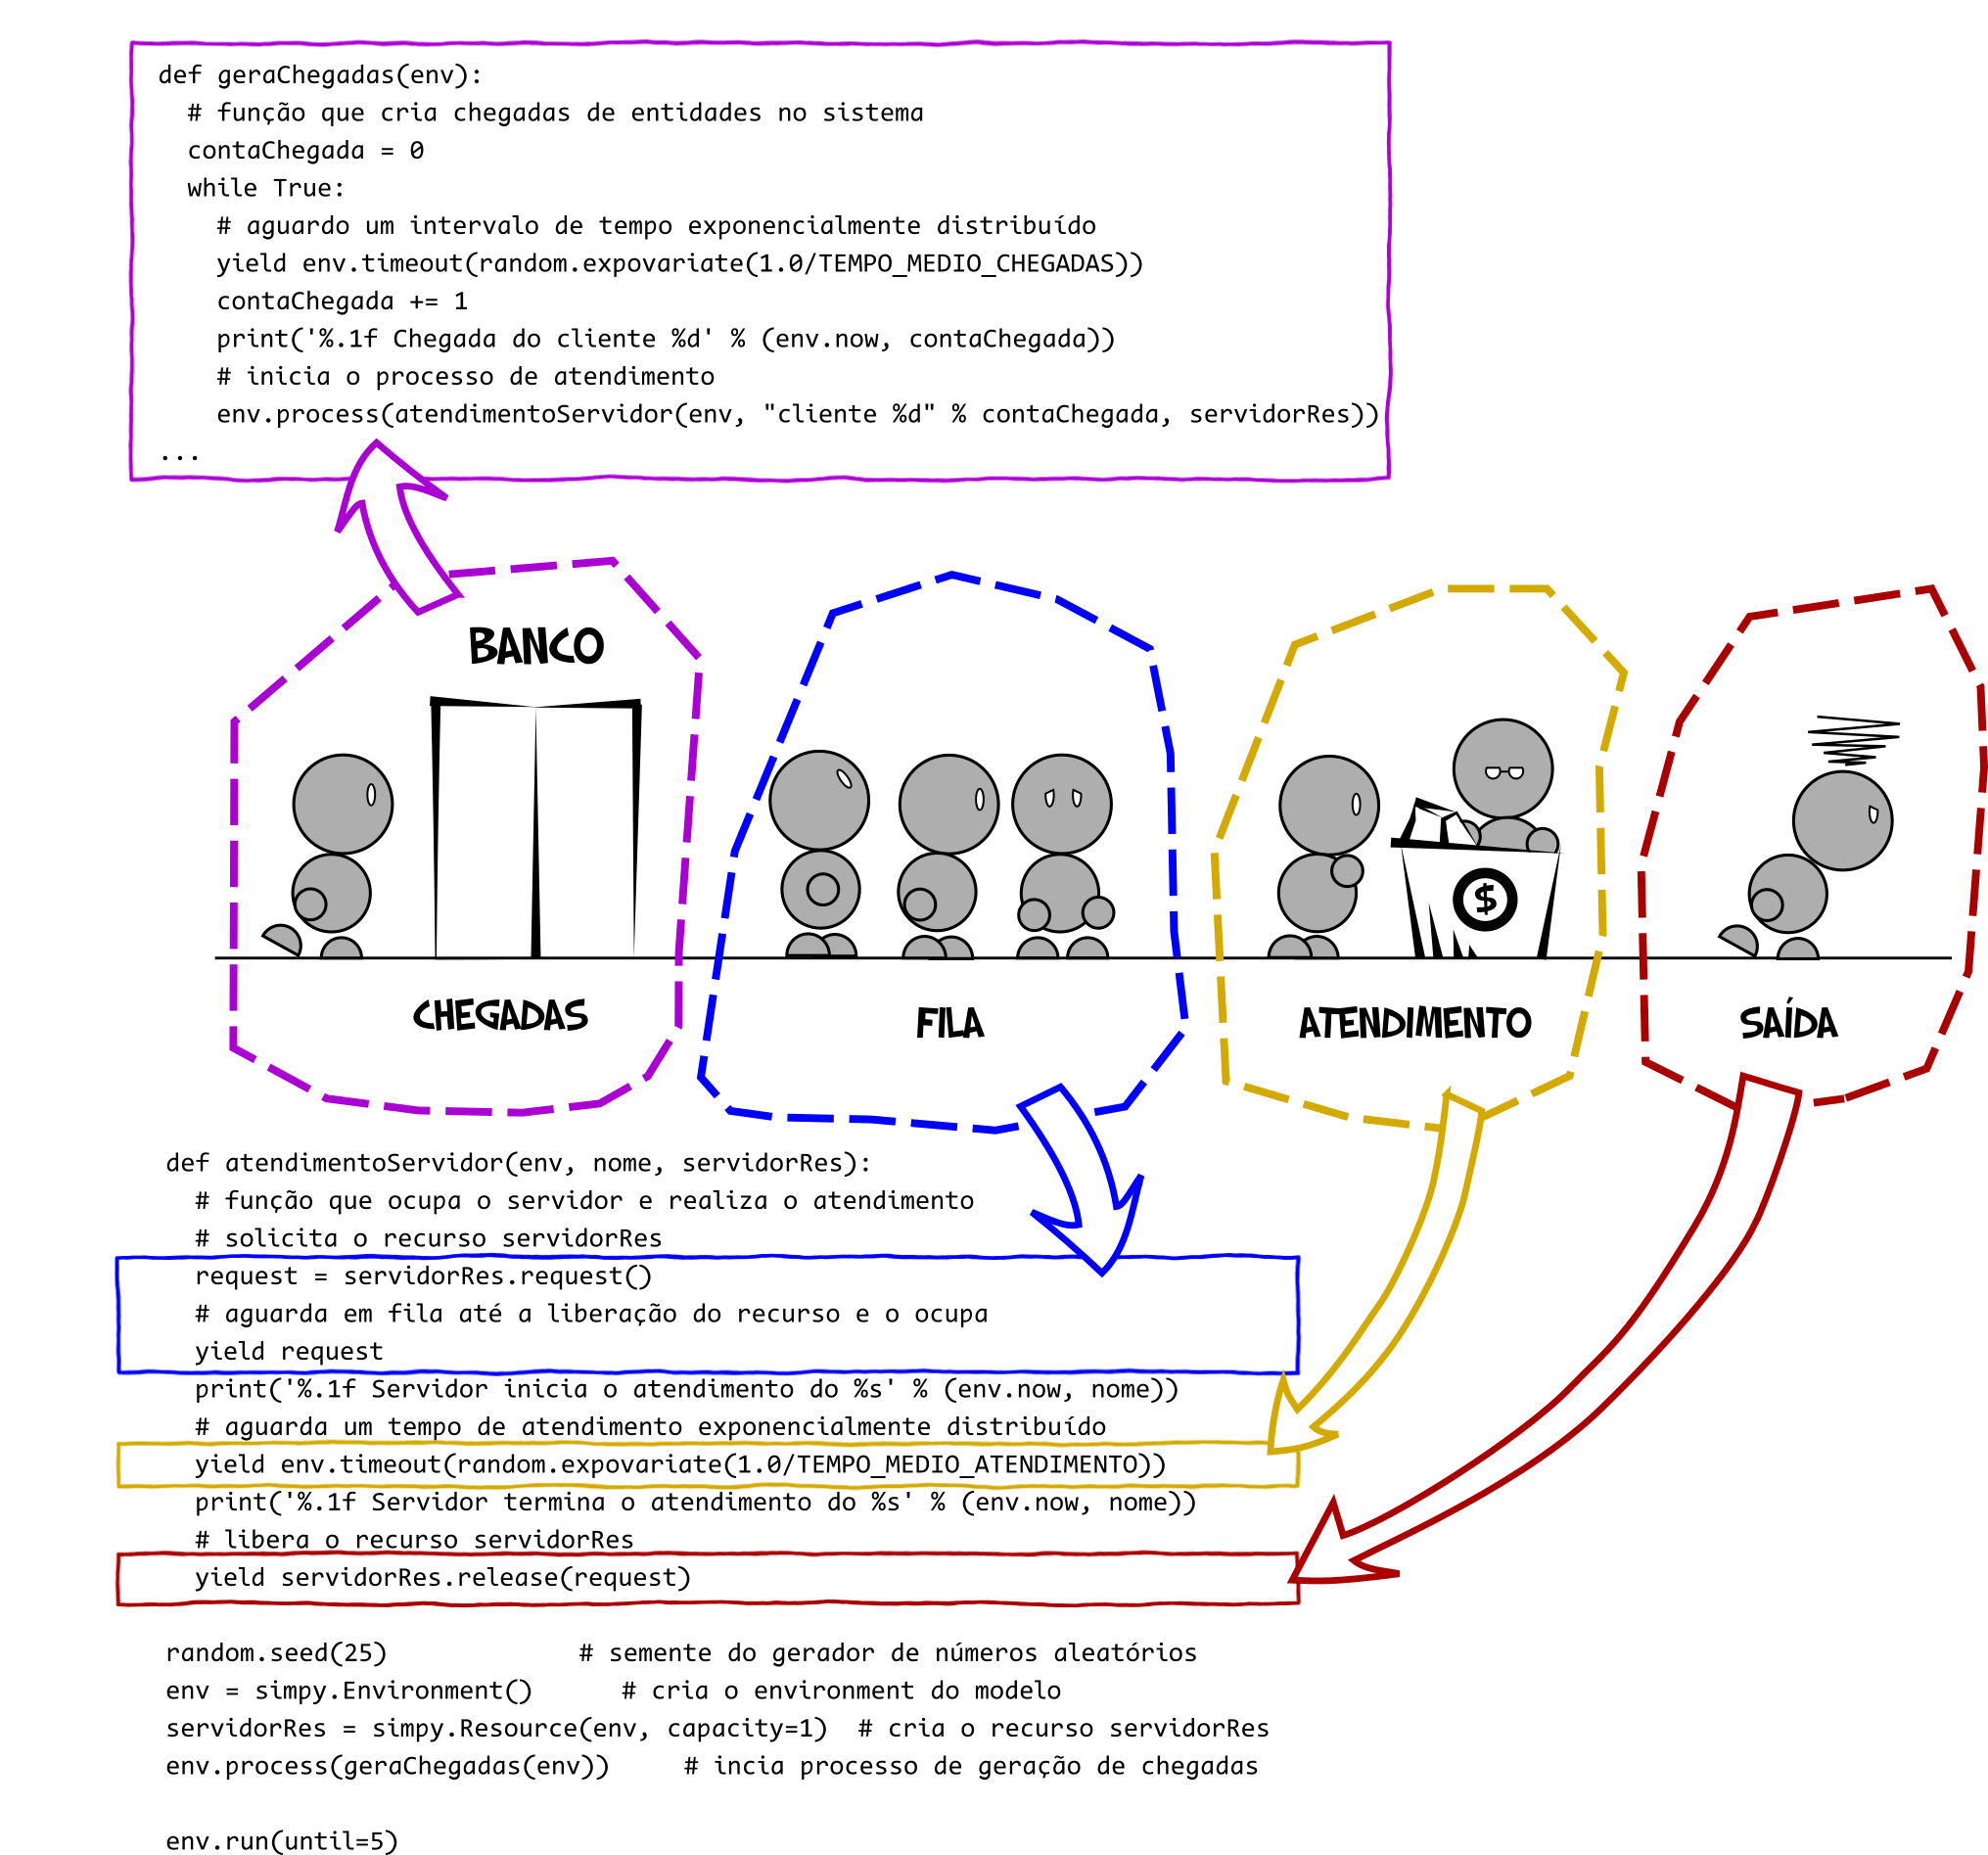 def geraChegadas(env):
  # função que cria chegadas de entidades no sistema
  contaChegada = 0
  while True:
    # aguardo um intervalo de tempo exponencialmente distribuído
    yield env.timeout(random.expovariate(1.0/TEMPO_MEDIO_CHEGADAS))
    contaChegada += 1
    print('%.1f Chegada do cliente %d' % (env.now, contaChegada))
    # inicia o processo de atendimento
    env.process(atendimentoServidor(env, "cliente %d" % contaChegada, servidorRes))
...
BANCO
$
CHEGADAS
FILA
ATENDIMENTO
SAÍDA
def atendimentoServidor(env, nome, servidorRes):
  # função que ocupa o servidor e realiza o atendimento
  # solicita o recurso servidorRes
  request = servidorRes.request()
  # aguarda em fila até a liberação do recurso e o ocupa
  yield request
  print('%.1f Servidor inicia o atendimento do %s' % (env.now, nome))
  # aguarda um tempo de atendimento exponencialmente distribuído
  yield env.timeout(random.expovariate(1.0/TEMPO_MEDIO_ATENDIMENTO))
  print('%.1f Servidor termina o atendimento do %s' % (env.now, nome))
  # libera o recurso servidorRes
  yield servidorRes.release(request)
random.seed(25)             # semente do gerador de números aleatórios
env = simpy.Environment()      # cria o environment do modelo
servidorRes = simpy.Resource(env, capacity=1)  # cria o recurso servidorRes
env.process(geraChegadas(env))     # incia processo de geração de chegadas
env.run(until=5)